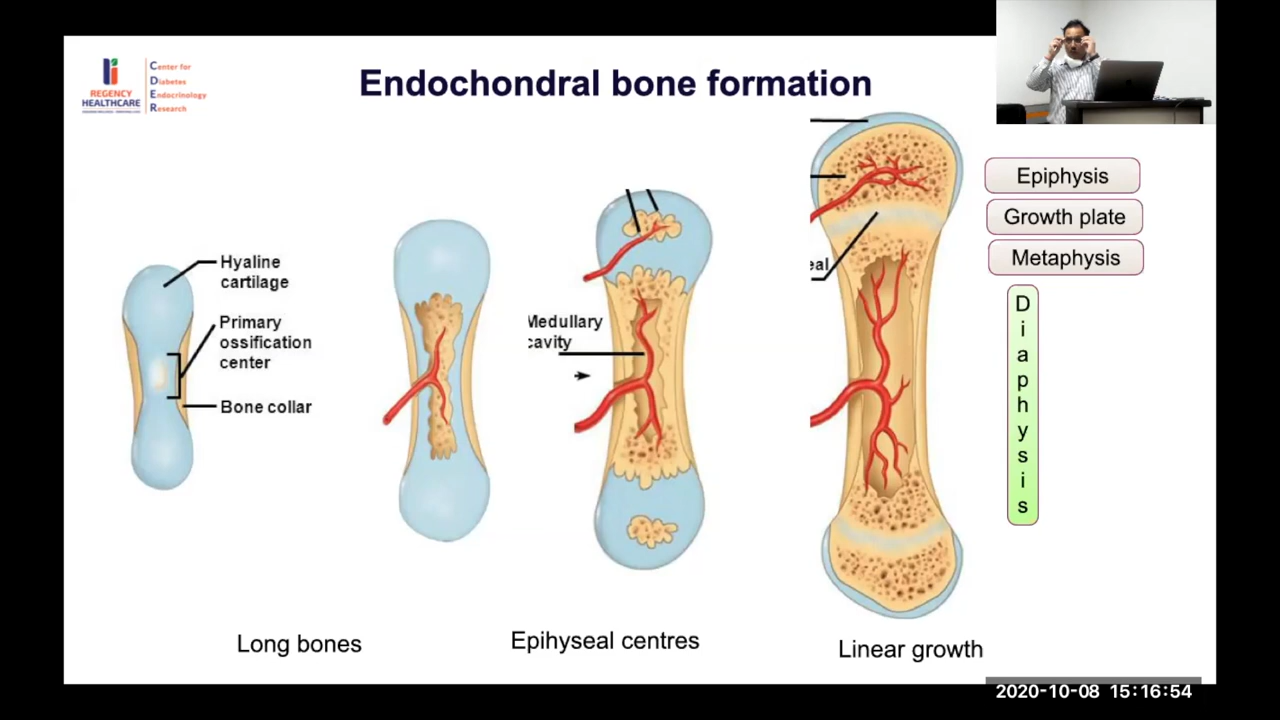 REGENCY
HEALTHCARE
Center for
Diabetes
Endocrinology
Research
Endochondral bone formation
Hyaline
cartilage
Primary
ossification
center
Bone collar
Medullary
cavity
eal
Epiphysis
Growth plate
Metaphysis
D
i
a
p
h
y
s
i
s
Long bones
Epihyseal centres
Linear growth
2020-10-08 15:16:54